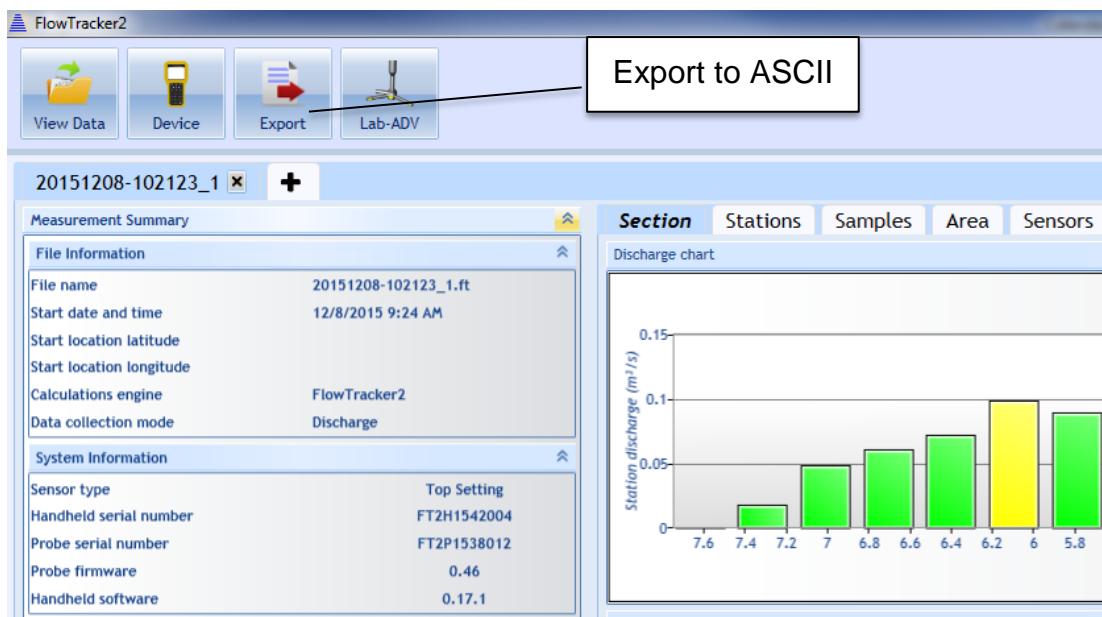 FlowTracker2
Export to ASCII
View Data
Device
Export
Lab-ADV
20151208-102123_1
Measurement Summary
File Information
File name 20151208-102123_1.ft
Start date and time 12/8/2015 9:24 AM
Start location latitude
Start location longitude
Calculations engine FlowTracker2
Data collection mode Discharge
System Information
Sensor type Top Setting
Handheld serial number FT2H1542004
Probe serial number FT2P1538012
Probe firmware 0.46
Handheld software 0.17.1
Section Stations Samples Area Sensors
Discharge chart
Station discharge (m³/s)
0.15
0.1
0.05
0
7.6 7.4 7.2 7 6.8 6.6 6.4 6.2 6 5.8